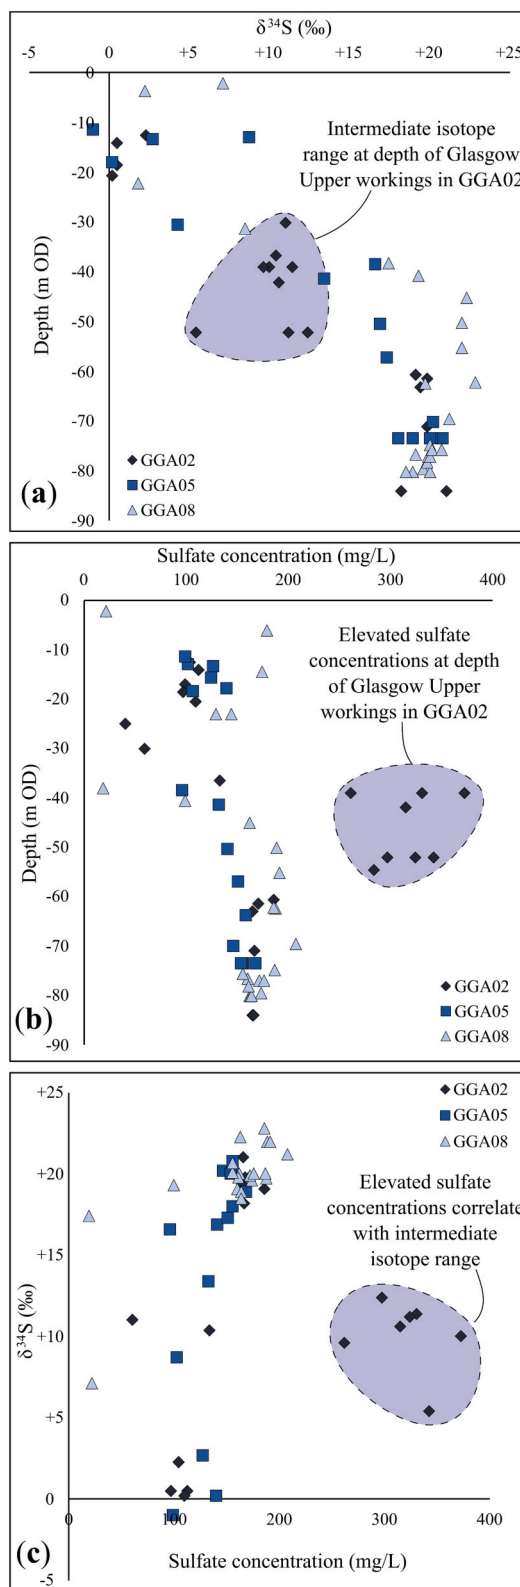 δ³⁴S (‰)
-5 0 +5 +10 +15 +20 +25
0
-10
-20
-30
-40
-50
-60
-70
-80
-90
Depth (m OD)
Intermediate isotope
range at depth of Glasgow
Upper workings in GGA02
GGA02
GGA05
GGA08
(a)
Sulfate concentration (mg/L)
0 100 200 300 400
0
-10
-20
-30
-40
-50
-60
-70
-80
-90
Depth (m OD)
Elevated sulfate
concentrations at depth
of Glasgow Upper
workings in GGA02
GGA02
GGA05
GGA08
(b)
+25
+20
+15
+10
+5
0
-5
δ³⁴S (‰)
GGA02
GGA05
GGA08
Elevated sulfate
concentrations correlate
with intermediate
isotope range
0 100 200 300 400
Sulfate concentration (mg/L)
(c)